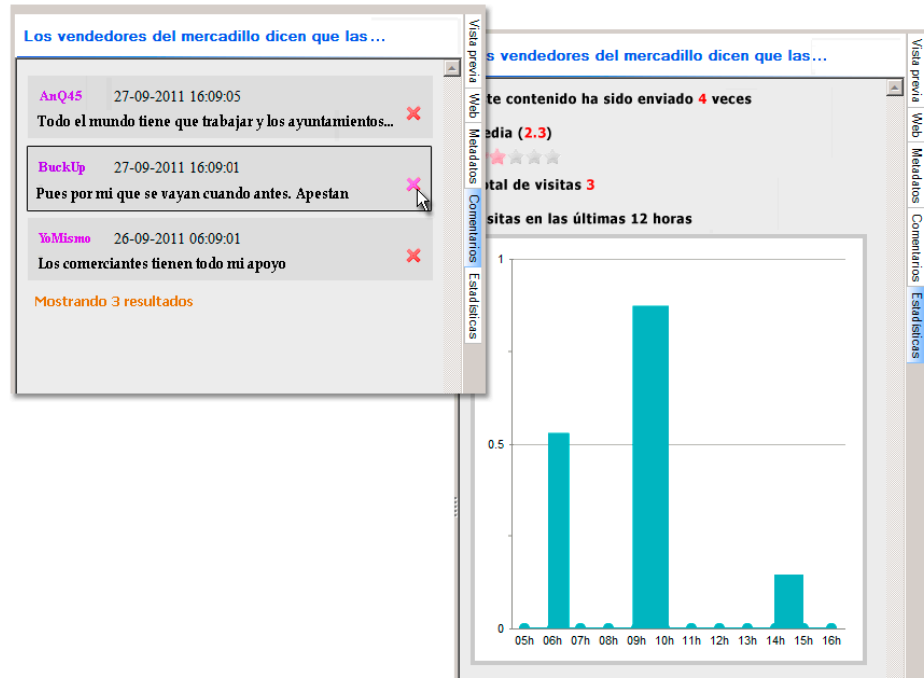 Los vendedores del mercadillo dicen que las...
AnQ45 27-09-2011 16:09:05
Todo el mundo tiene que trabajar y los ayuntamientos...
BuckUp 27-09-2011 16:09:01
Pues por mi que se vayan cuando antes. Apestan
YoMismo 26-09-2011 06:09:01
Los comerciantes tienen todo mi apoyo
Mostrando 3 resultados
Vista previa
Web
Metadatos
Comentarios
Estadísticas
s vendedores del mercadillo dicen que las...
te contenido ha sido enviado 4 veces
edia (2.3)
tal de visitas 3
sitas en las últimas 12 horas
1
0.5
0
05h 06h 07h 08h 09h 10h 11h 12h 13h 14h 15h 16h
Vista previa
Web
Metadados
Comentarios
Estadísticas